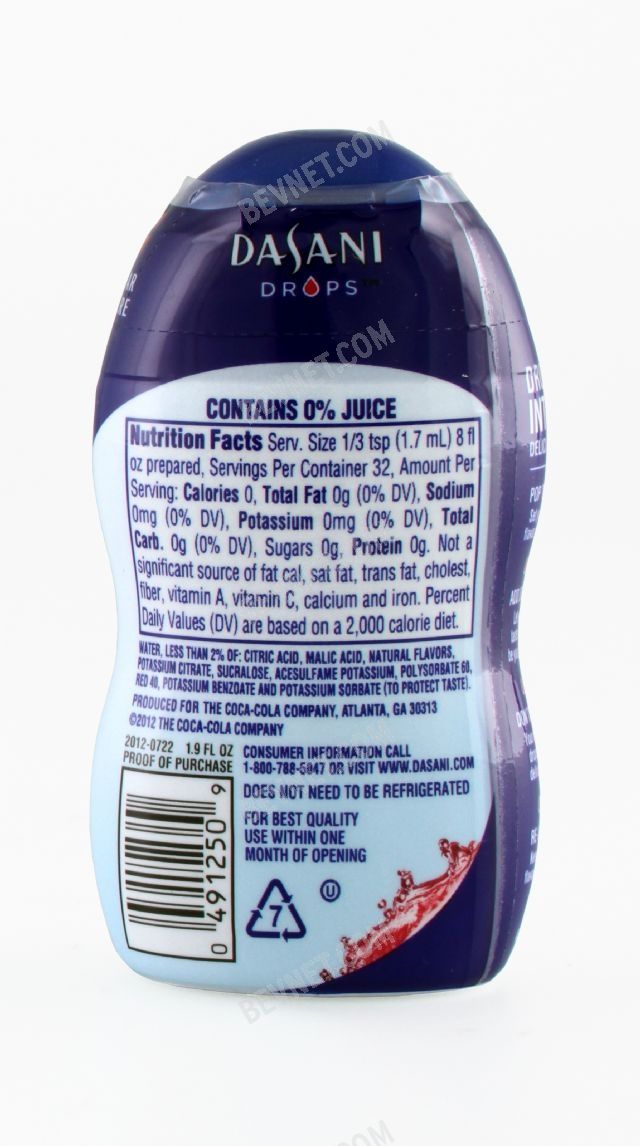 DASANI
DROPS™
CONTAINS 0% JUICE
Nutrition Facts Serv. Size 1/3 tsp (1.7 mL) 8 fl
oz prepared, Servings Per Container 32, Amount Per
Serving: Calories 0, Total Fat 0g (0% DV), Sodium
0mg (0% DV), Potassium 0mg (0% DV), Total
Carb. 0g (0% DV), Sugars 0g, Protein 0g. Not a
significant source of fat cal, sat fat, trans fat, cholest,
fiber, vitamin A, vitamin C, calcium and iron. Percent
Daily Values (DV) are based on a 2,000 calorie diet.
WATER, LESS THAN 2% OF: CITRIC ACID, MALIC ACID, NATURAL FLAVORS,
POTASSIUM CITRATE, SUCRALOSE, ACESULFAME POTASSIUM, POLYSORBATE 60,
RED 40, POTASSIUM BENZOATE AND POTASSIUM SORBATE (TO PROTECT TASTE).
PRODUCED FOR THE COCA-COLA COMPANY, ATLANTA, GA 30313
©2012 THE COCA-COLA COMPANY
2012-0722 1.9 FL OZ
PROOF OF PURCHASE
CONSUMER INFORMATION CALL
1-800-788-5047 OR VISIT WWW.DASANI.COM
DOES NOT NEED TO BE REFRIGERATED
FOR BEST QUALITY
USE WITHIN ONE
MONTH OF OPENING
0 491250 9
7
U
BEVNET.COM
BEVNET.COM
BEVNET.COM
BEVNET.COM